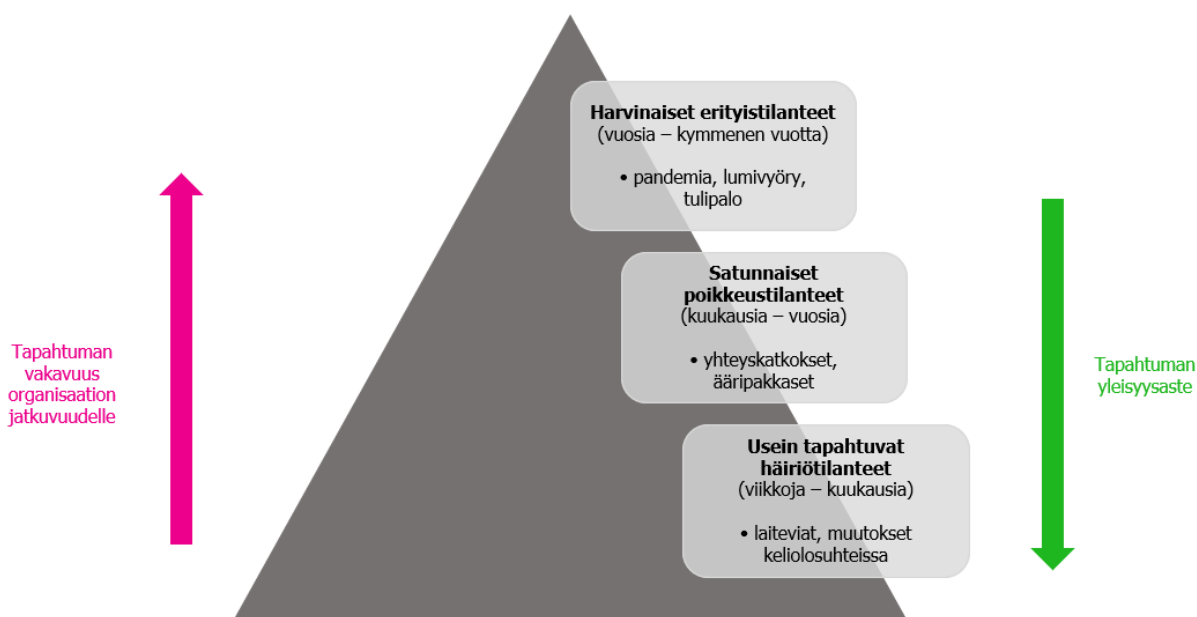 Harvinaiset erityistilanteet
(vuosia – kymmenen vuotta)
• pandemia, lumivyöry,
tulipalo
Satunnaiset
poikkeustilanteet
(kuukausia – vuosia)
• yhteyskatkokset,
ääripakkaset
Usein tapahtuvat
häiriötilanteet
(viikkoja – kuukausia)
• laiteviat, muutokset
keliolosuhteissa
Tapahtuman
vakavuus
organisaation
jatkuvuudelle
Tapahtuman
yleisyysaste